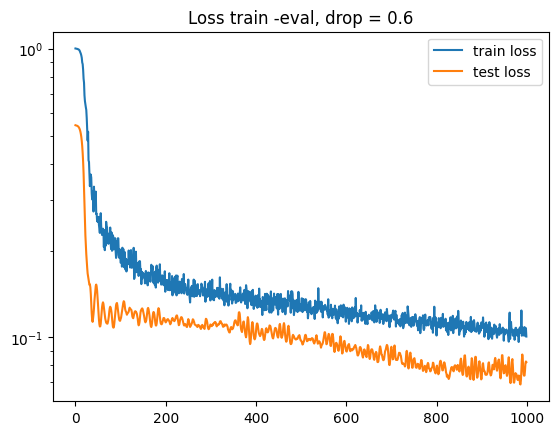 Loss train -eval, drop = 0.6
10⁰
train loss
test loss
10⁻¹
0 200 400 600 800 1000